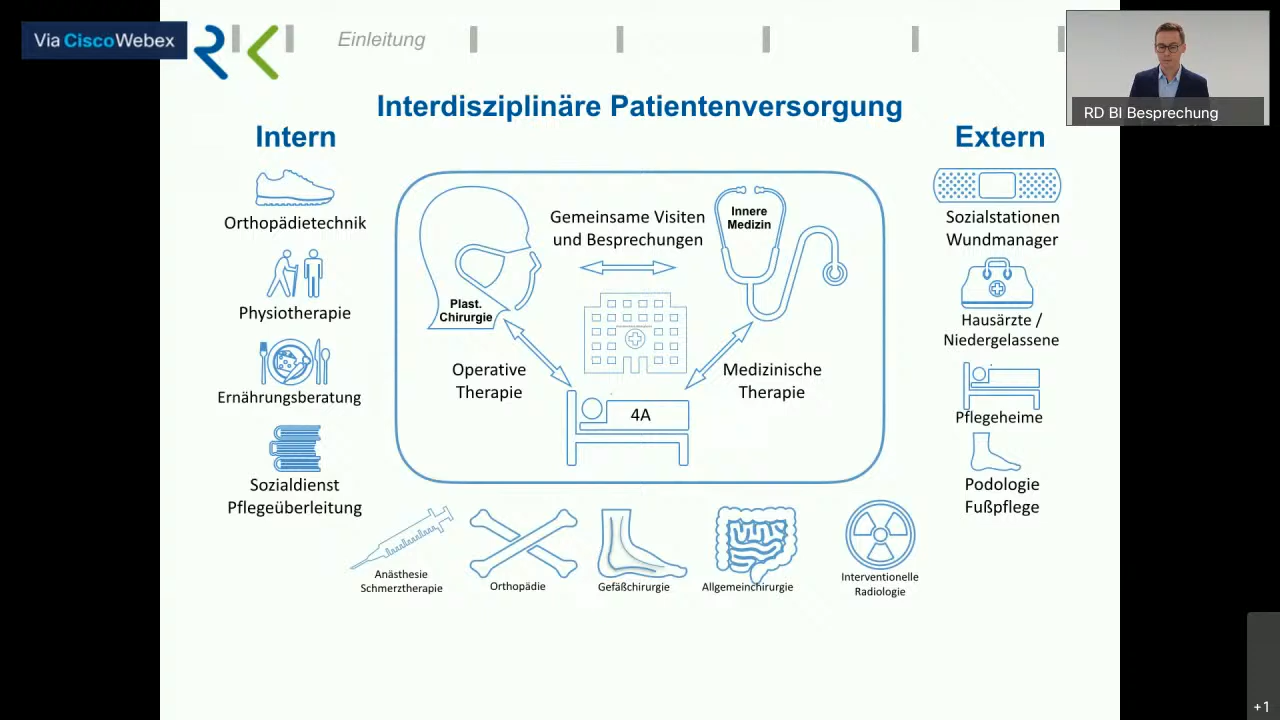 Via Cisco Webex
Einleitung
RD BI Besprechung
Interdisziplinäre Patientenversorgung
Intern
Orthopädietechnik
Physiotherapie
Ernährungsberatung
Sozialdienst
Pflegeüberleitung
Gemeinsame Visiten
und Besprechungen
Innere
Medizin
Plast.
Chirurgie
Operative
Therapie
Medizinische
Therapie
4A
Extern
Sozialstationen
Wundmanager
Hausärzte /
Niedergelassene
Pflegeheime
Podologie
Fußpflege
Anästhesie
Schmerztherapie
Orthopädie
Gefäßchirurgie
Allgemeinchirurgie
Interventionelle
Radiologie
+1